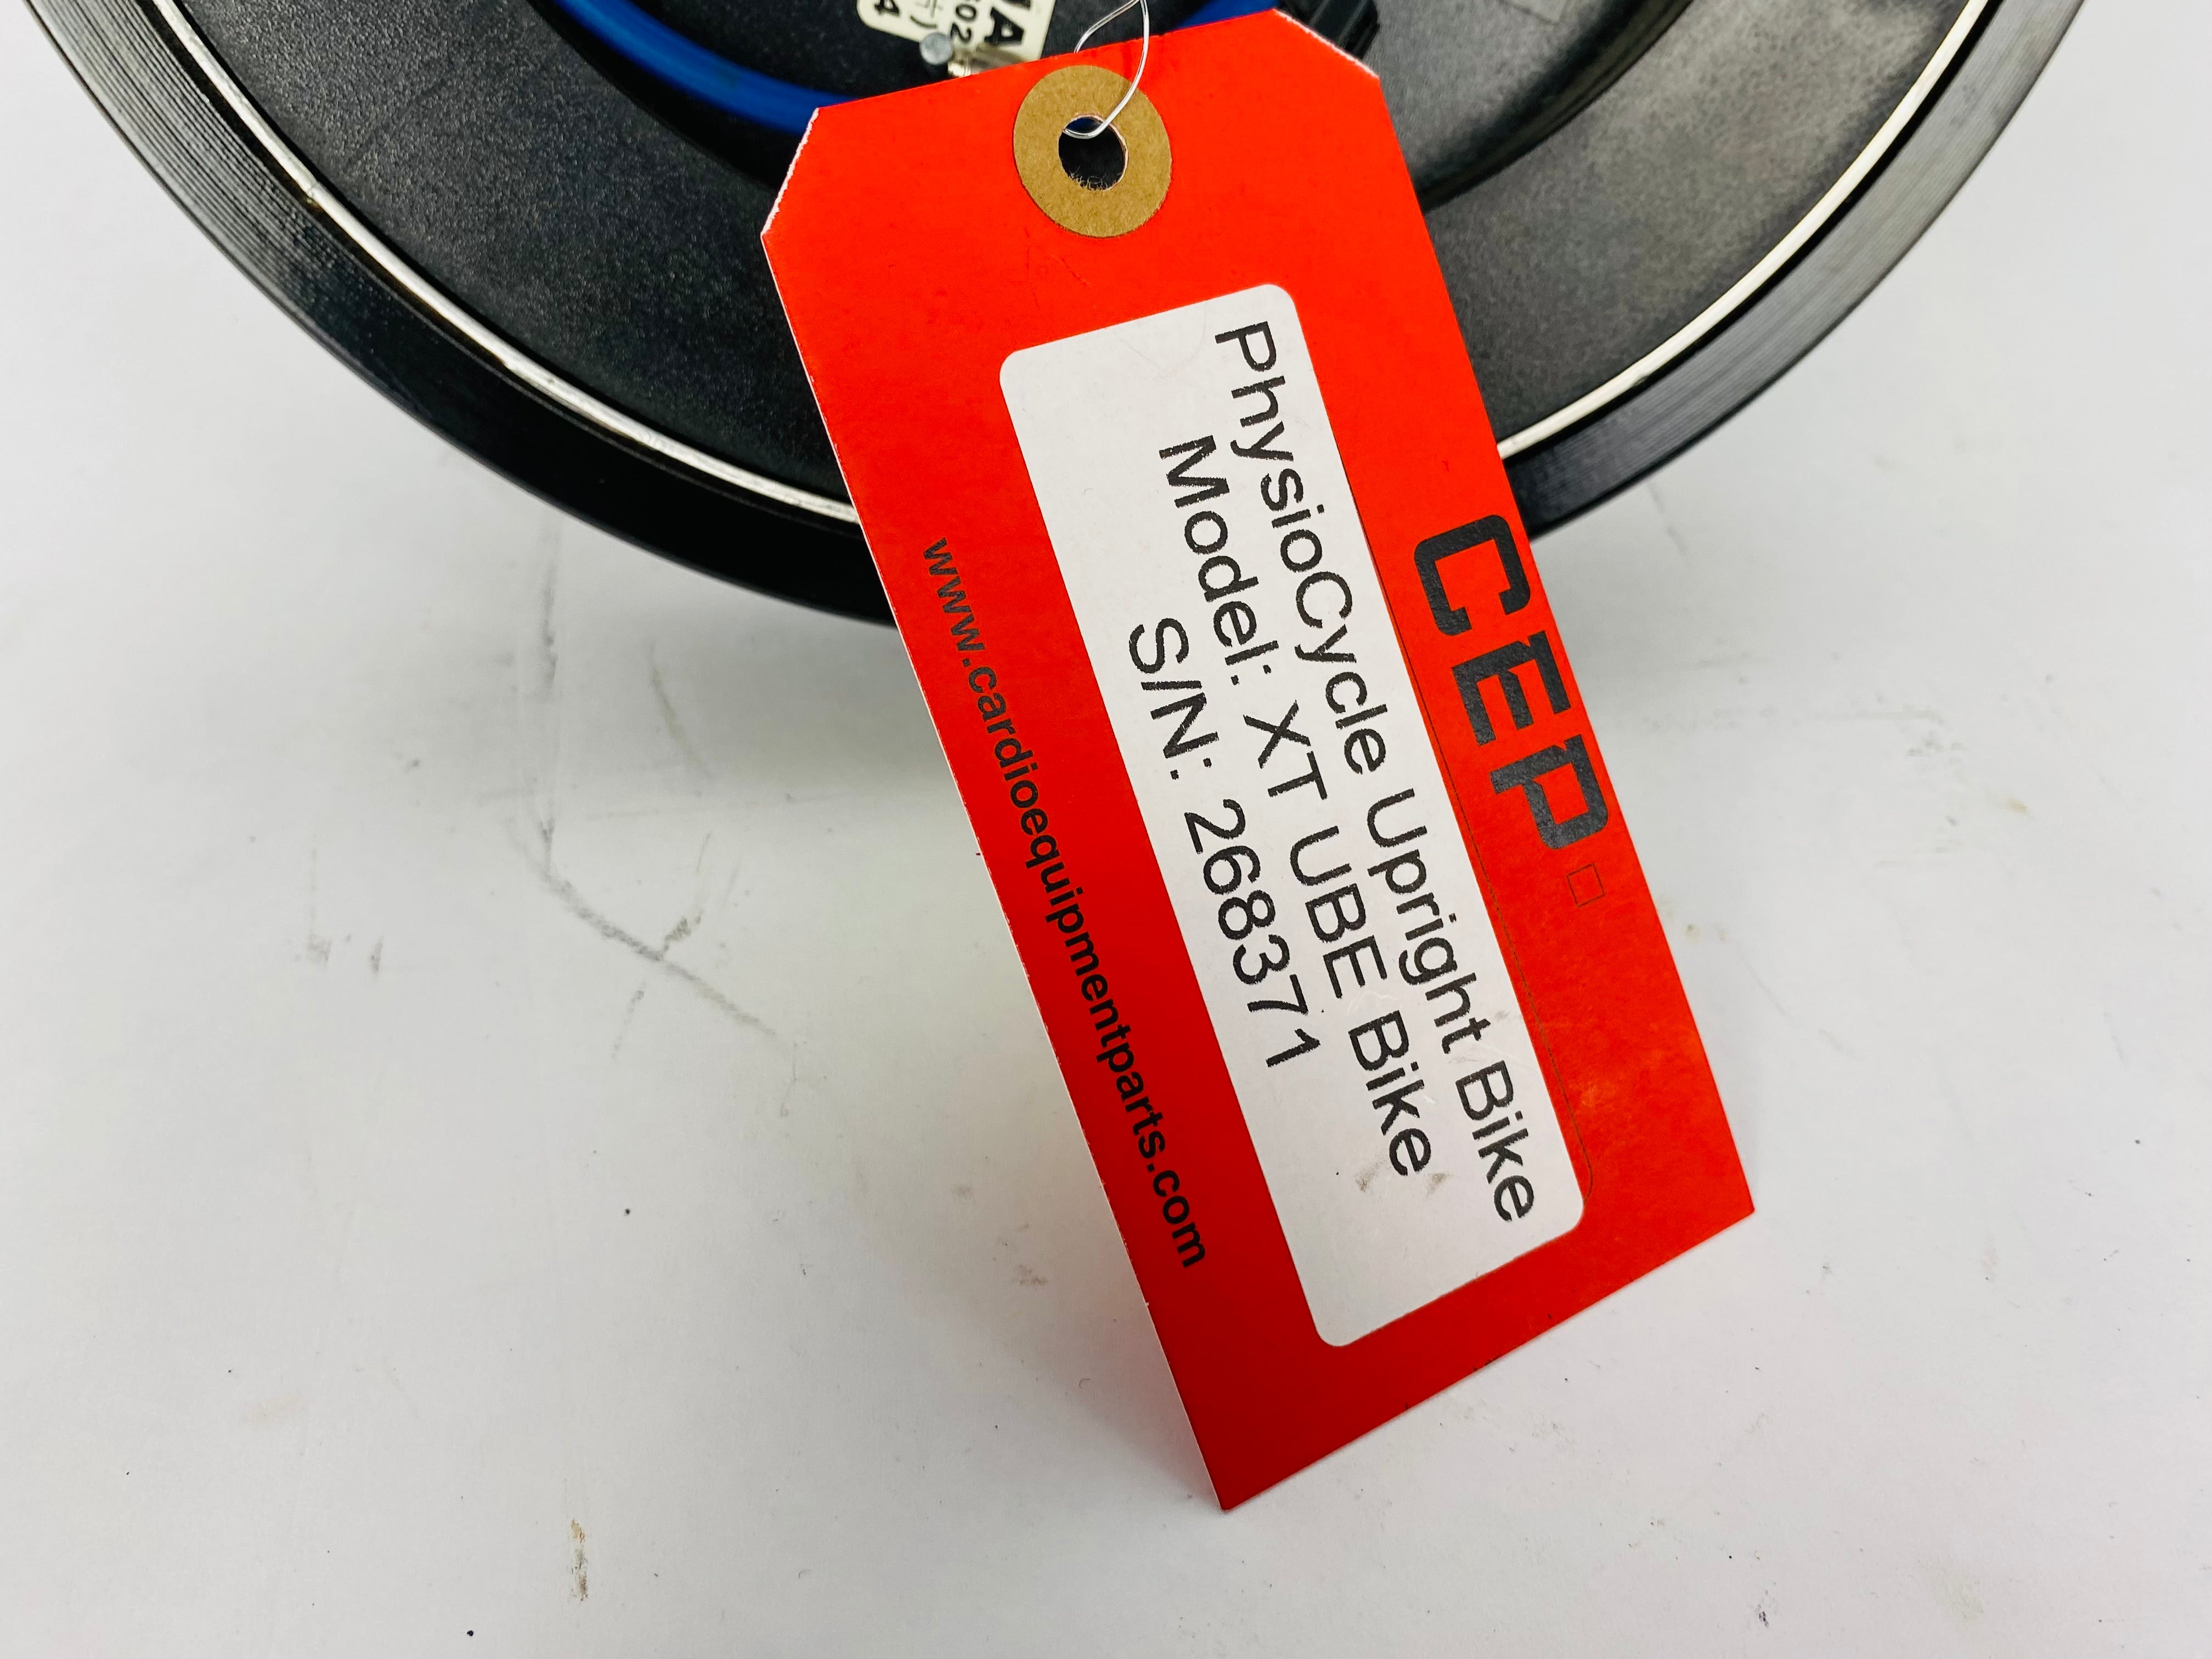 CEP
PhysioCycle Upright Bike
Model: XT UBE Bike
S/N: 268371
www.cardioequipmentparts.com